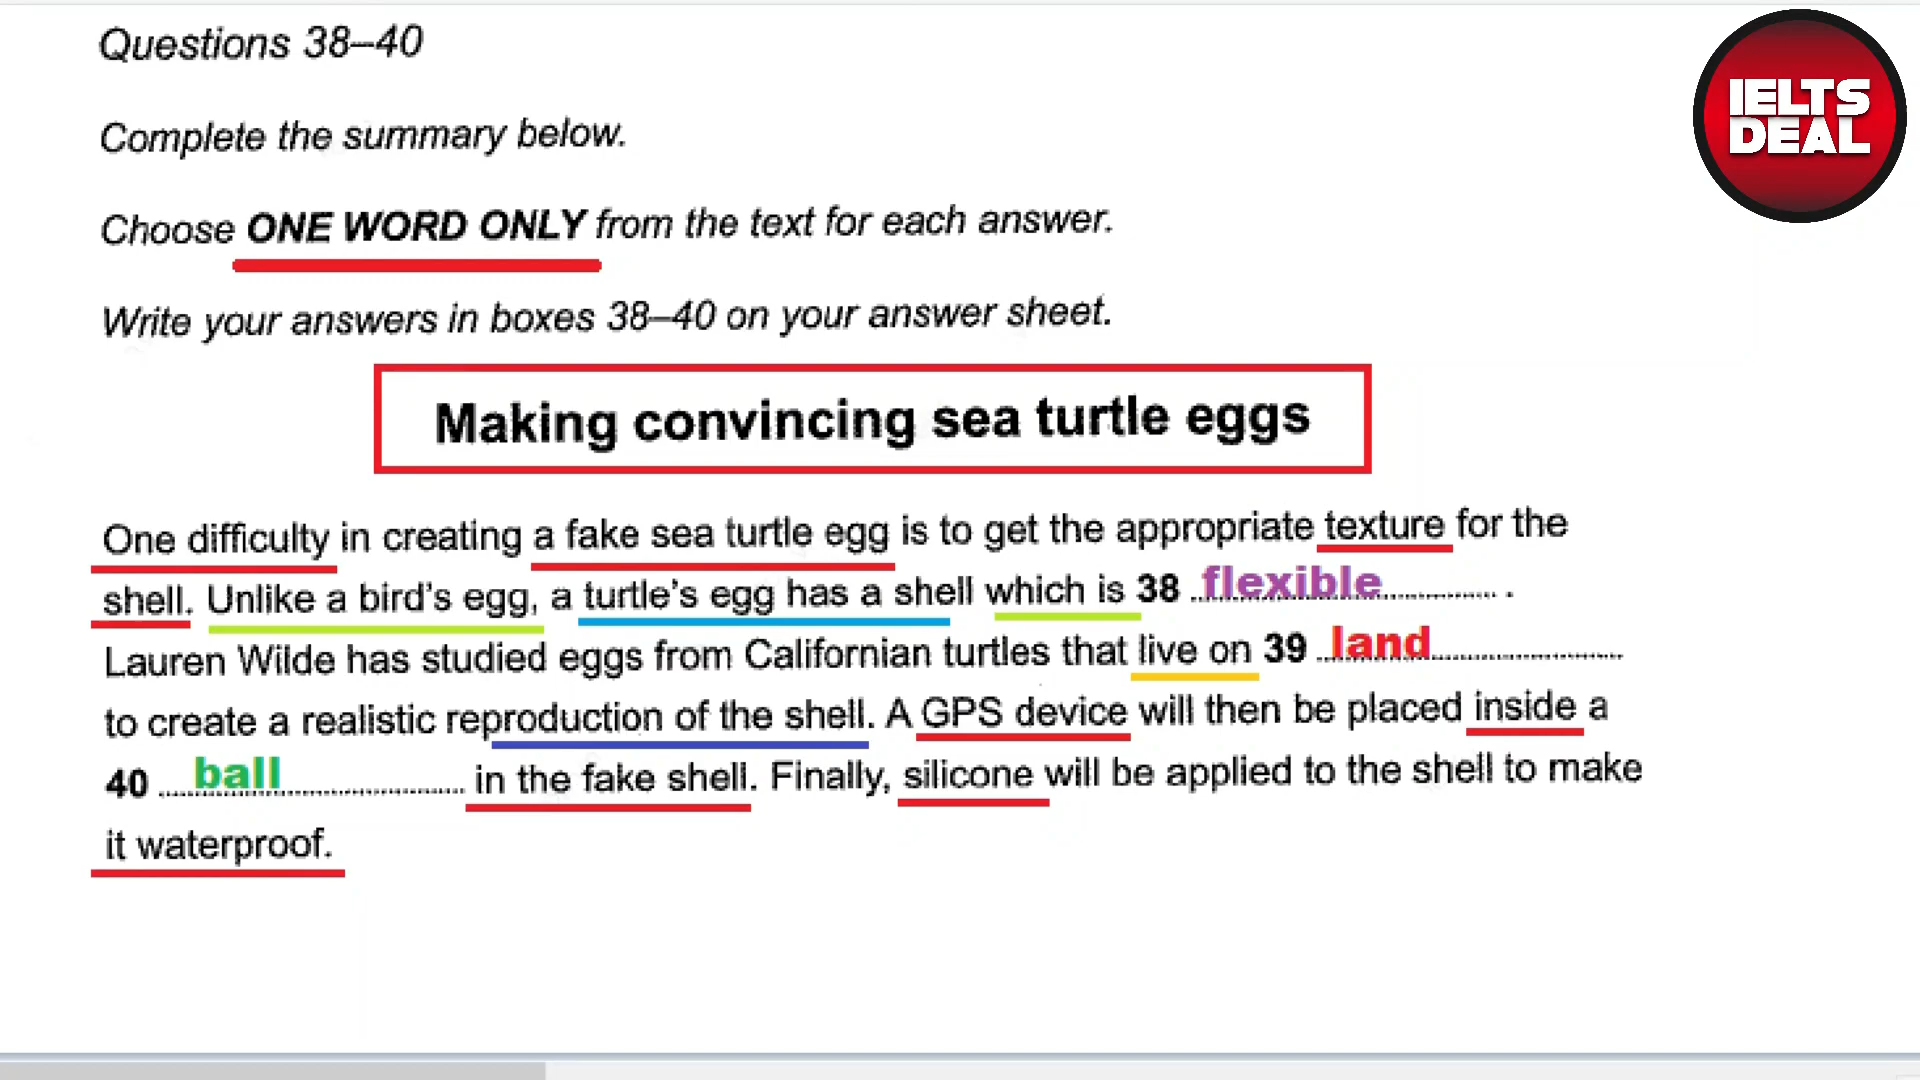 Questions 38–40
IELTS
DEAL
Complete the summary below.
Choose ONE WORD ONLY from the text for each answer.
Write your answers in boxes 38–40 on your answer sheet.
Making convincing sea turtle eggs
One difficulty in creating a fake sea turtle egg is to get the appropriate texture for the
shell. Unlike a bird's egg, a turtle's egg has a shell which is 38 ..flexible.............. .
Lauren Wilde has studied eggs from Californian turtles that live on 39 ..land..............................
to create a realistic reproduction of the shell. A GPS device will then be placed inside a
40 .....ball............................ in the fake shell. Finally, silicone will be applied to the shell to make
it waterproof.